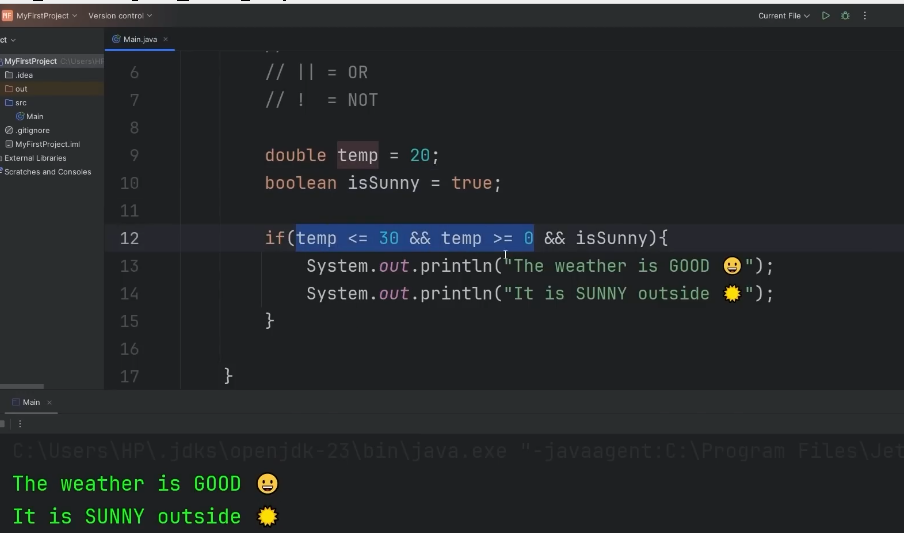 MF MyFirstProject Version control Current File
ct Main.java
MyFirstProject C:\Users\HP
.idea
out
src
Main
.gitignore
MyFirstProject.iml
External Libraries
Scratches and Consoles
6 // || = OR
7 // ! = NOT
8
9 double temp = 20;
10 boolean isSunny = true;
11
12 if(temp <= 30 && temp >= 0 && isSunny){
13 System.out.println("The weather is GOOD 😀");
14 System.out.println("It is SUNNY outside ☀️");
15 }
16
17 }
Main
C:\Users\HP\.jdks\openjdk-23\bin\java.exe "-javaagent:C:\Program Files\Jet
The weather is GOOD 😀
It is SUNNY outside ☀️